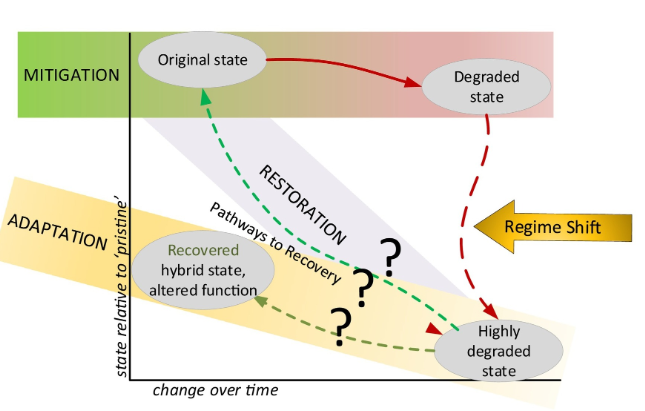 MITIGATION
Original state
Degraded
state
RESTORATION
Pathways to Recovery
Regime Shift
ADAPTATION
Recovered
hybrid state,
altered function
?
?
?
Highly
degraded
state
state relative to 'pristine'
change over time